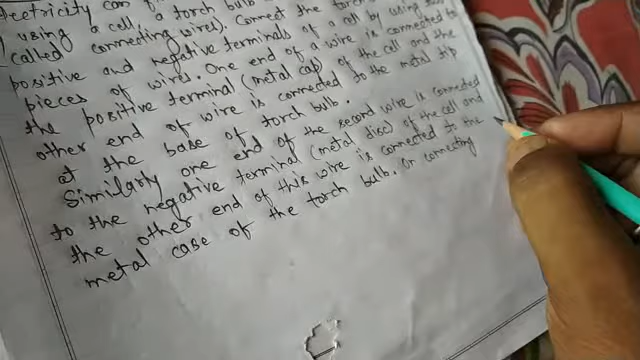 Electricity can
) using a cell, a torch bulb
called connecting wires). Connect the torch
positive and negative terminals of a cell by using two
pieces of wires. One end of a wire is connected to
the positive terminal (metal cap) of the cell and the
other end of wire is connected to the metal tip
at the base of torch bulb.
Similarly one end of the second wire is connected
to the negative terminal (metal disc) of the cell and
the other end of this wire is connected to the
metal case of the torch bulb. On connecting